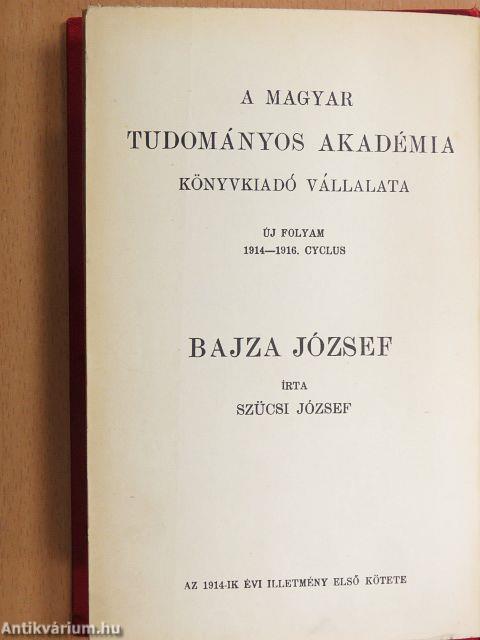 A MAGYAR
TUDOMÁNYOS AKADÉMIA
KÖNYVKIADÓ VÁLLALATA
ÚJ FOLYAM
1914—1916. CYCLUS
BAJZA JÓZSEF
ÍRTA
SZÜCSI JÓZSEF
AZ 1914-IK ÉVI ILLETMÉNY ELSŐ KÖTETE
Antikvárium.hu